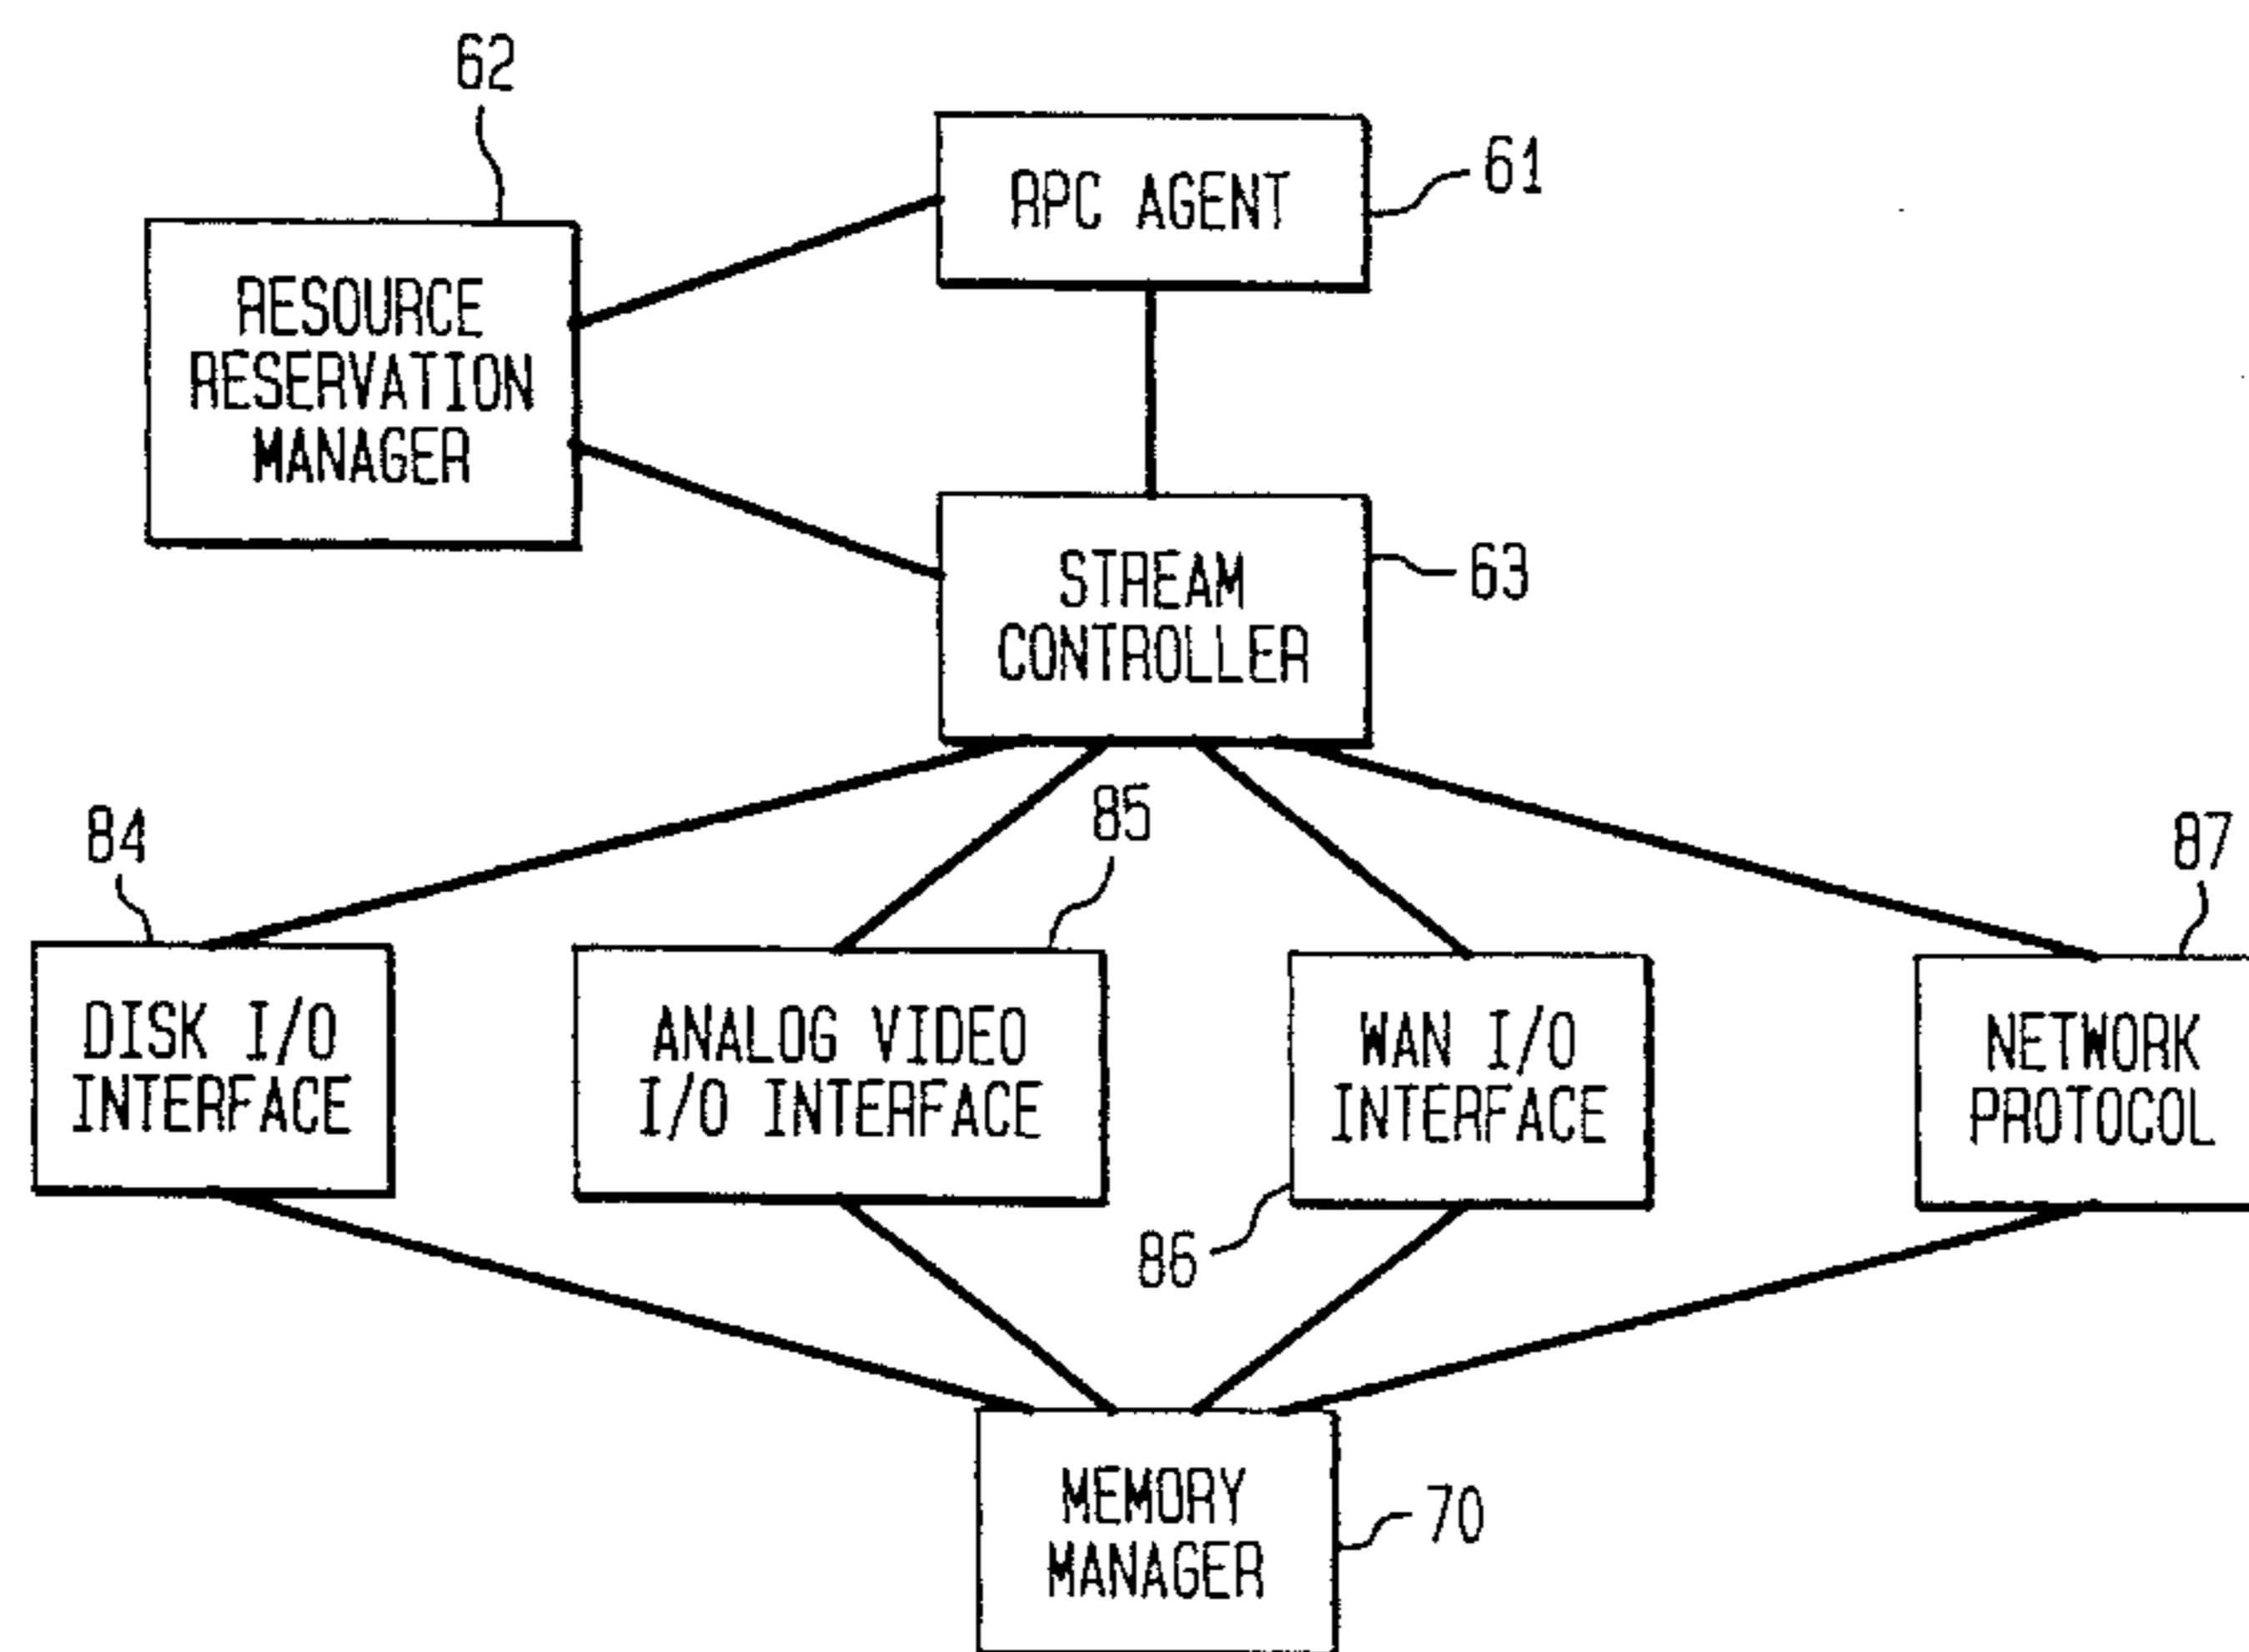 62
RPC AGENT
61
RESOURCE
RESERVATION
MANAGER
STREAM
CONTROLLER
63
84
85
87
DISK I/O
INTERFACE
ANALOG VIDEO
I/O INTERFACE
WAN I/O
INTERFACE
NETWORK
PROTOCOL
86
MEMORY
MANAGER
70